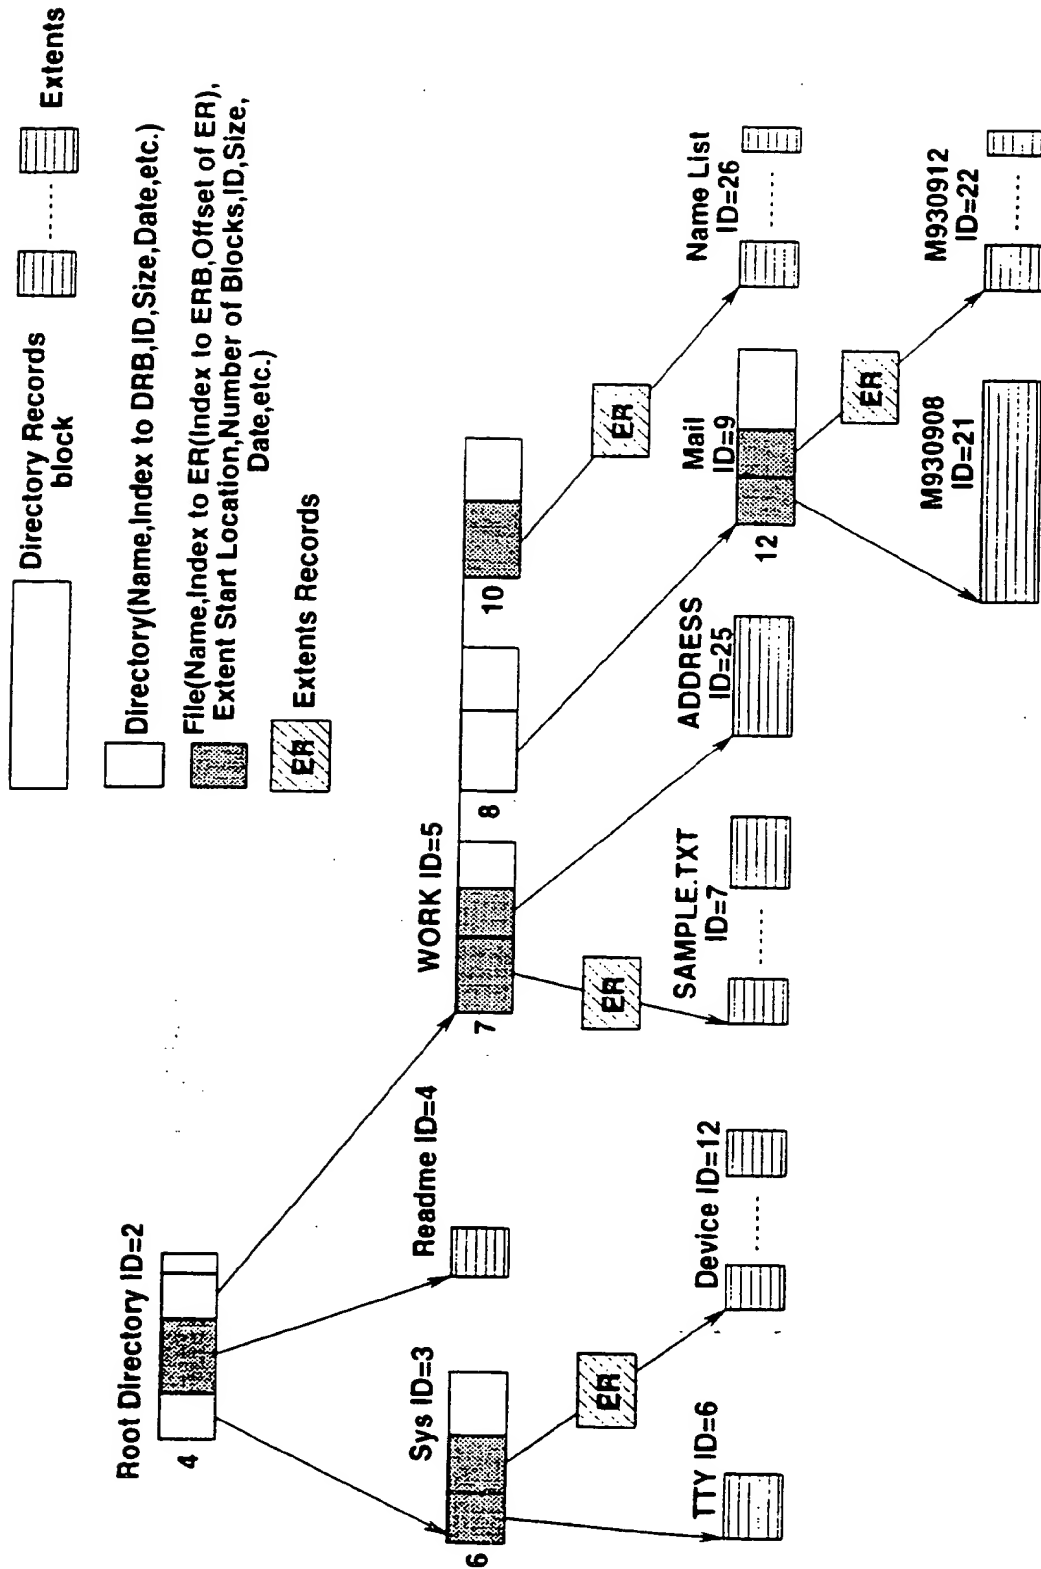 Directory Records
block
Extents
Directory(Name,Index to DRB,ID,Size,Date,etc.)
File(Name,Index to ER(Index to ERB,Offset of ER),
Extent Start Location,Number of Blocks,ID,Size,
Date,etc.)
ER
Extents Records
Root Directory ID=2
4
Sys ID=3
6
Readme ID=4
WORK ID=5
7
8
10
ER
ER
ER
TTY ID=6
Device ID=12
SAMPLE.TXT
ID=7
ADDRESS
ID=25
Mail
ID=9
12
Name List
ID=26
ER
M930908
ID=21
M930912
ID=22